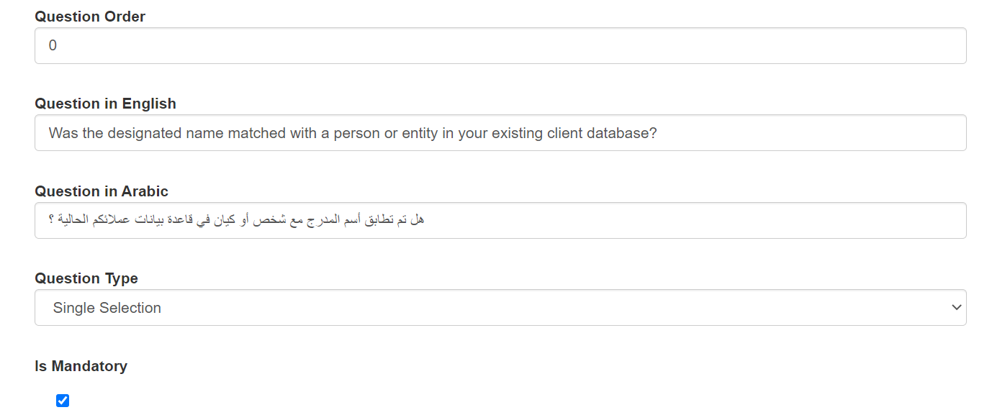 Question Order
0
Question in English
Was the designated name matched with a person or entity in your existing client database?
Question in Arabic
هل تم تطابق أسم المدرج مع شخص أو كيان في قاعدة بيانات عملائكم الحالية ؟
Question Type
Single Selection
Is Mandatory